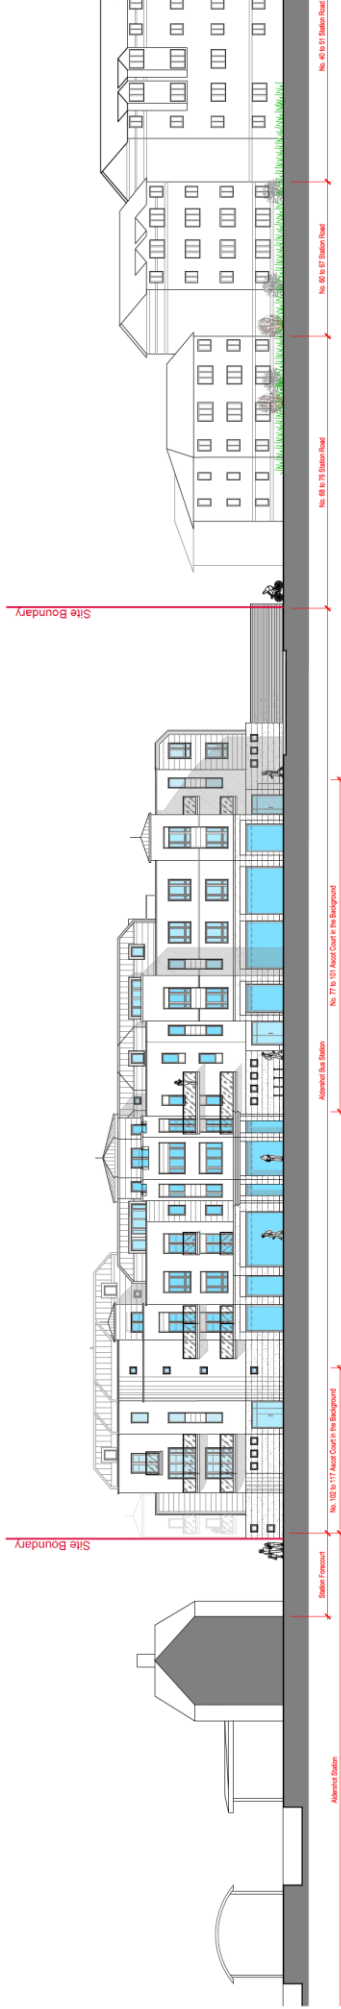 No. 40 to 51 Station Road
No. 60 to 67 Station Road
No. 68 to 76 Station Road
Site Boundary
No. 77 to 101 Ascot Court in the Background
Aldershot Bus Station
No. 102 to 117 Ascot Court in the Background
Site Boundary
Station Forecourt
Aldershot Station